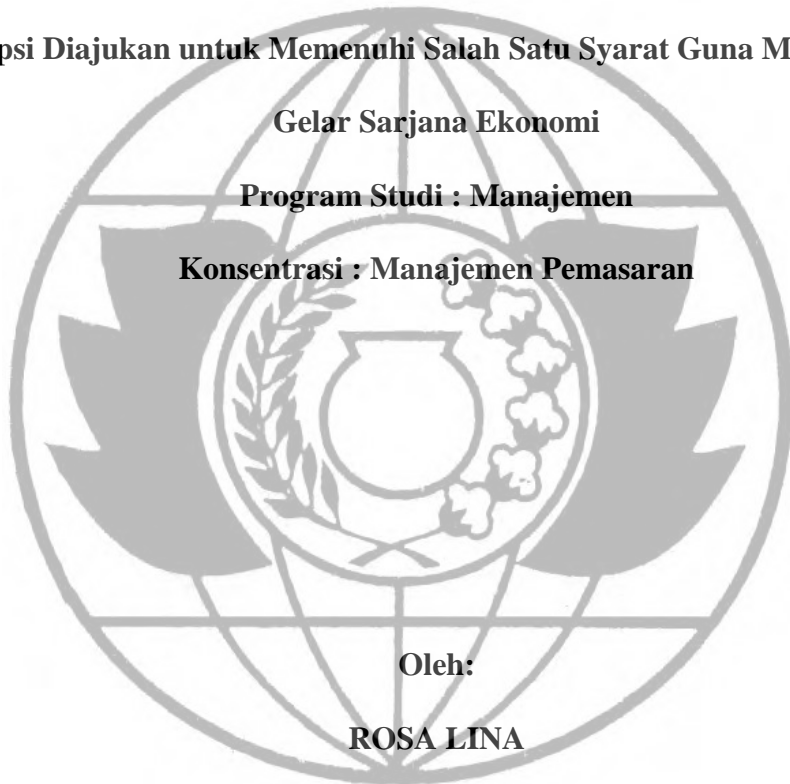 Diajukan untuk Memenuhi Salah Satu Syarat Guna
Gelar Sarjana Ekonomi
Program Studi : Manajemen
Konsentrasi : Manajemen Pemasaran
Oleh:
ROSA LINA